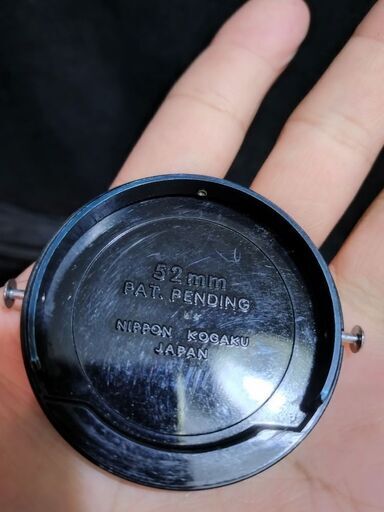 52mm
PAT. PENDING
NIPPON KOGAKU
JAPAN